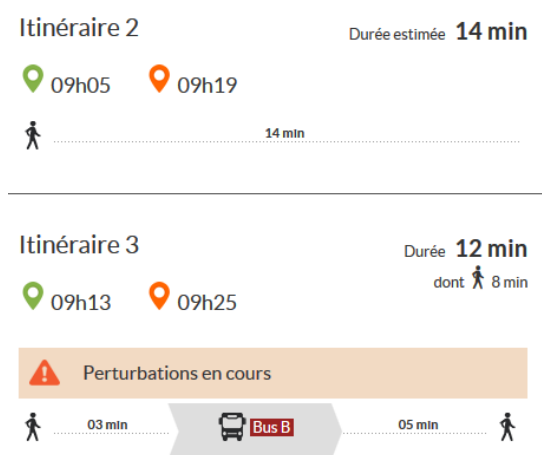 Itinéraire 2 Durée estimée 14 min
09h05 09h19
14 min
Itinéraire 3 Durée 12 min
dont 8 min
09h13 09h25
Perturbations en cours
03 min Bus B 05 min